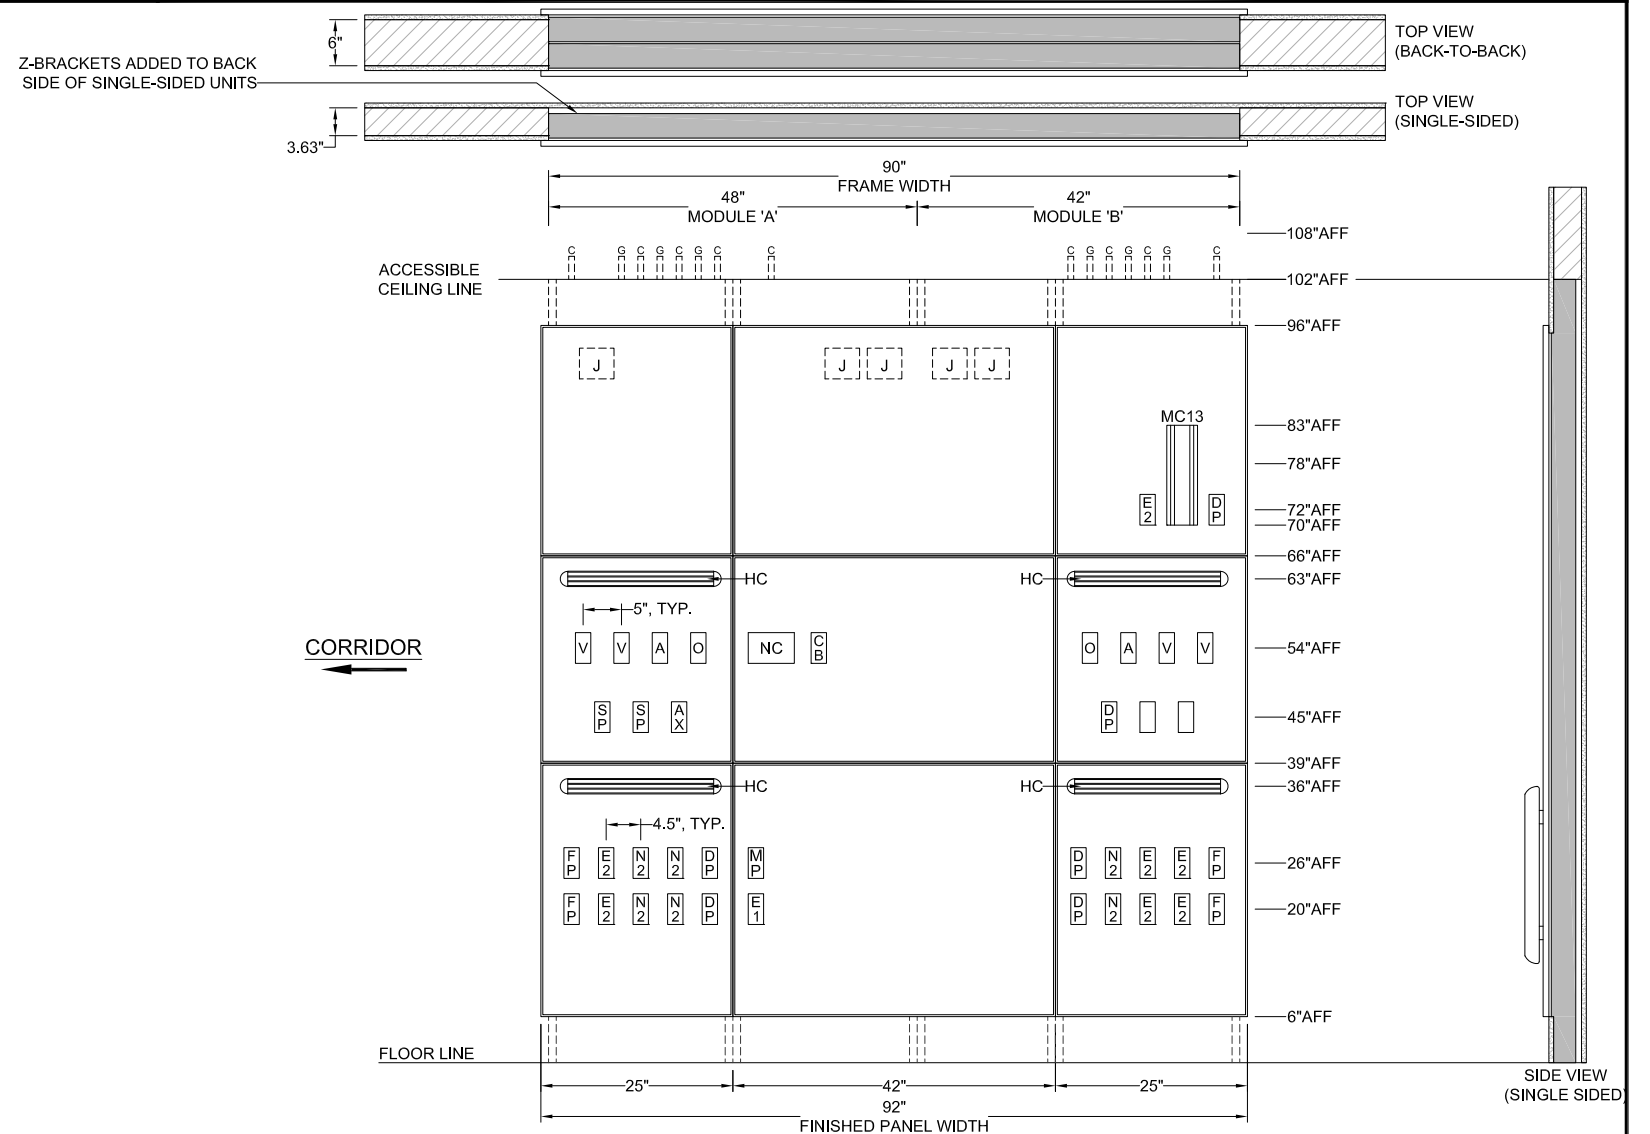 TOP VIEW
(BACK-TO-BACK)
6"
Z-BRACKETS ADDED TO BACK
SIDE OF SINGLE-SIDED UNITS
TOP VIEW
(SINGLE-SIDED)
3.63"
90"
FRAME WIDTH
48" 42"
MODULE 'A' MODULE 'B'
108"AFF
C G C G C G C C C G C G C G C
ACCESSIBLE
CEILING LINE
102"AFF
96"AFF
J J J J J
MC13
83"AFF
78"AFF
E2 DP
72"AFF
70"AFF
66"AFF
HC HC 63"AFF
5", TYP.
CORRIDOR
V V A O NC CB O A V V 54"AFF
SP SP AX DP 45"AFF
39"AFF
HC HC 36"AFF
4.5", TYP.
FP E2 N2 N2 DP MP DP N2 E2 E2 FP 26"AFF
FP E2 N2 N2 DP E1 DP N2 E2 E2 FP 20"AFF
6"AFF
FLOOR LINE
25" 42" 25"
92"
FINISHED PANEL WIDTH
SIDE VIEW
(SINGLE SIDED)